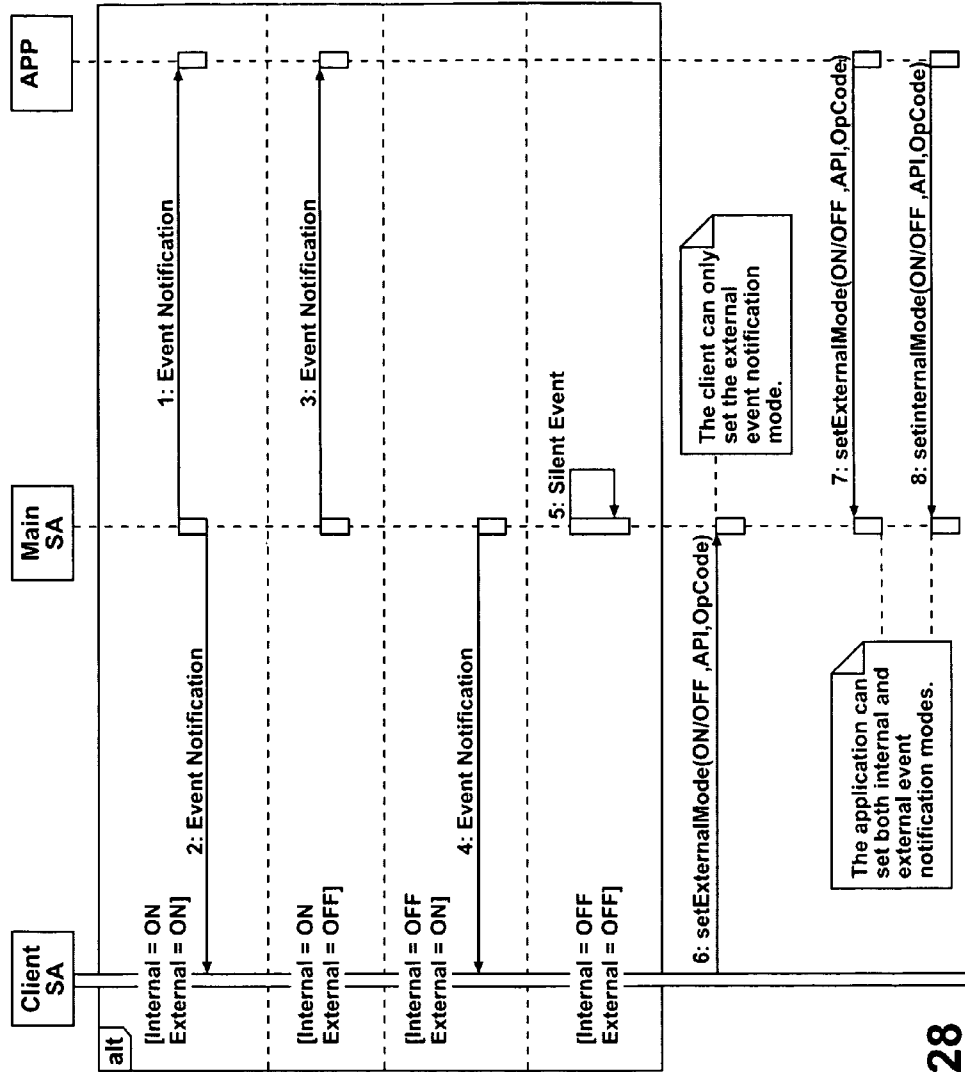 Client
SA
Main
SA
APP
alt
[Internal = ON
External = ON]
1: Event Notification
2: Event Notification
[Internal = ON
External = OFF]
3: Event Notification
[Internal = OFF
External = ON]
4: Event Notification
[Internal = OFF
External = OFF]
5: Silent Event
6: setExternalMode(ON/OFF ,API,OpCode)
The client can only
set the external
event notification
mode.
7: setExternalMode(ON/OFF ,API,OpCode)
The application can
set both internal and
external event
notification modes.
8: setinternalMode(ON/OFF ,API,OpCode)
28